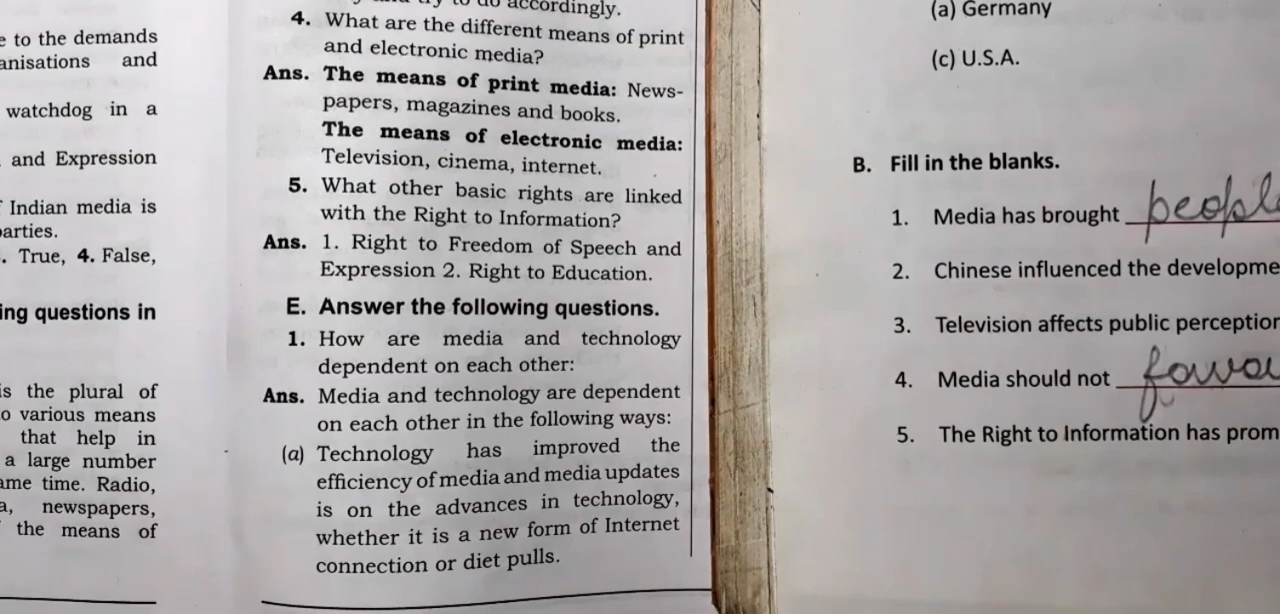 e to the demands
anisations and
watchdog in a
and Expression
Indian media is
arties.
. True, 4. False,
ing questions in
is the plural of
o various means
that help in
a large number
ame time. Radio,
a, newspapers,
the means of
accordingly.
4. What are the different means of print
and electronic media?
Ans. The means of print media: News-
papers, magazines and books.
The means of electronic media:
Television, cinema, internet.
5. What other basic rights are linked
with the Right to Information?
Ans. 1. Right to Freedom of Speech and
Expression 2. Right to Education.
E. Answer the following questions.
1. How are media and technology
dependent on each other:
Ans. Media and technology are dependent
on each other in the following ways:
(a) Technology has improved the
efficiency of media and media updates
is on the advances in technology,
whether it is a new form of Internet
connection or diet pulls.
(a) Germany
(c) U.S.A.
B. Fill in the blanks.
1. Media has brought peopl
2. Chinese influenced the developme
3. Television affects public perception
4. Media should not favou
5. The Right to Information has prom